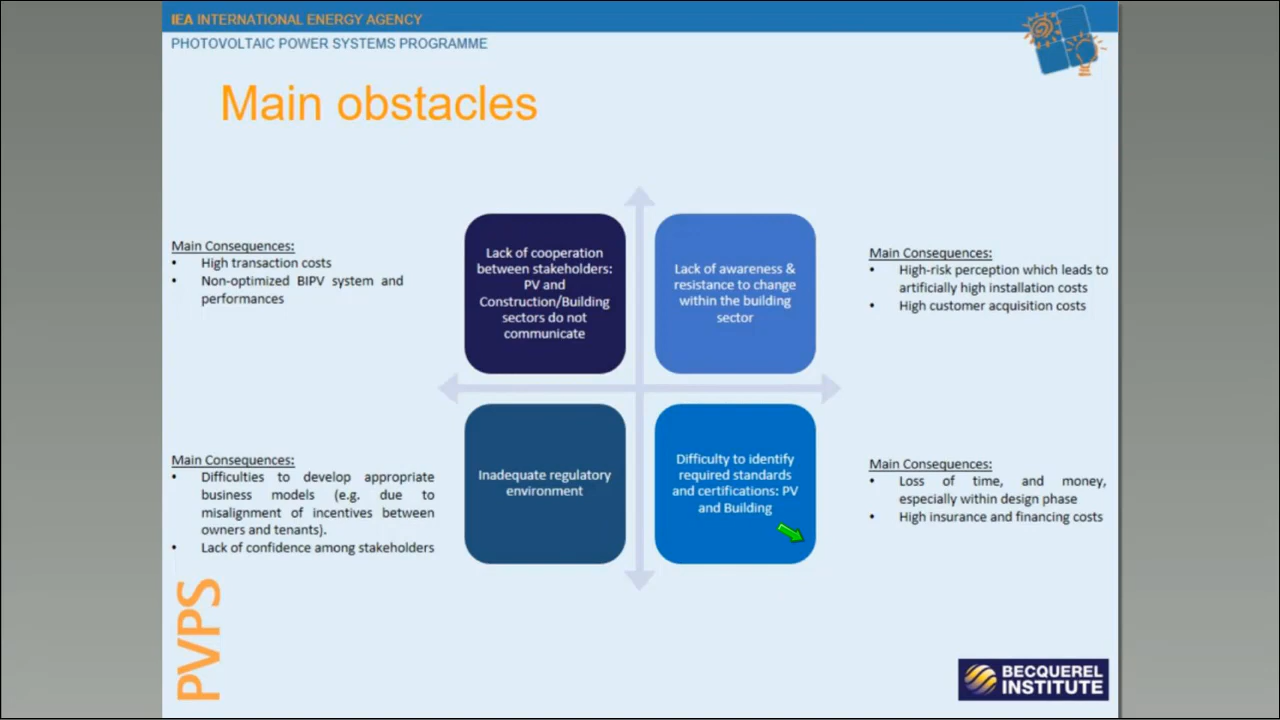 IEA INTERNATIONAL ENERGY AGENCY
PHOTOVOLTAIC POWER SYSTEMS PROGRAMME
Main obstacles
Main Consequences:
• High transaction costs
• Non-optimized BIPV system and
performances
Lack of cooperation
between stakeholders:
PV and
Construction/Building
sectors do not
communicate
Lack of awareness &
resistance to change
within the building
sector
Main Consequences:
• High-risk perception which leads to
artificially high installation costs
• High customer acquisition costs
Main Consequences:
• Difficulties to develop appropriate
business models (e.g. due to
misalignment of incentives between
owners and tenants).
• Lack of confidence among stakeholders
Inadequate regulatory
environment
Difficulty to identify
required standards
and certifications: PV
and Building
Main Consequences:
• Loss of time, and money,
especially within design phase
• High insurance and financing costs
PVPS
BECQUEREL
INSTITUTE